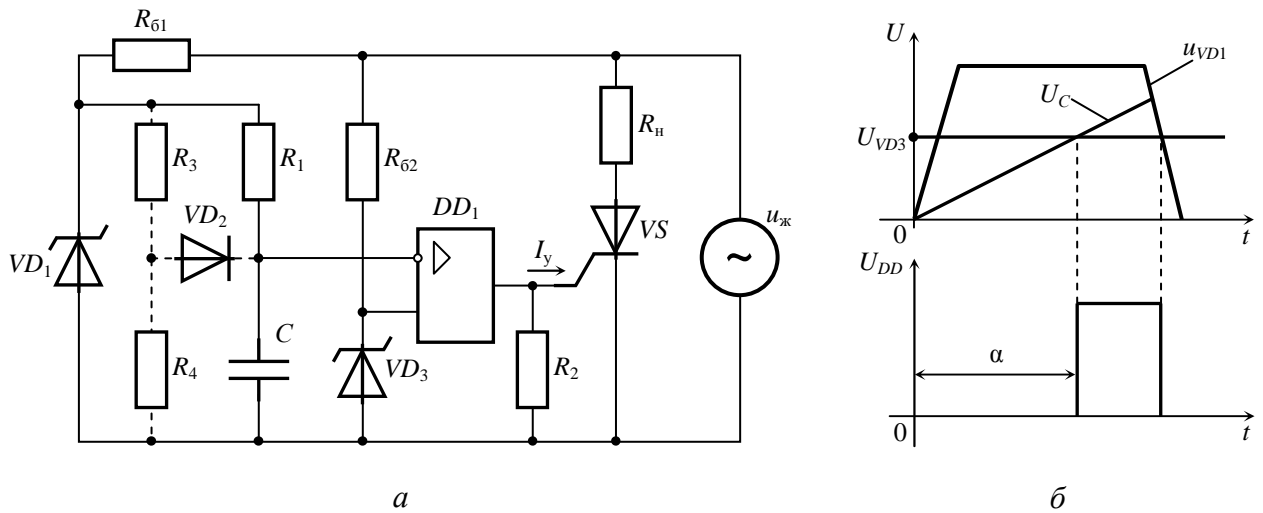 Rб1
R3
R1
Rб2
Rн
VD2
DD1
VS
uж
~
VD1
Iу
C
R4
VD3
R2
а
U
uVD1
UC
UVD3
0
t
UDD
α
0
t
б